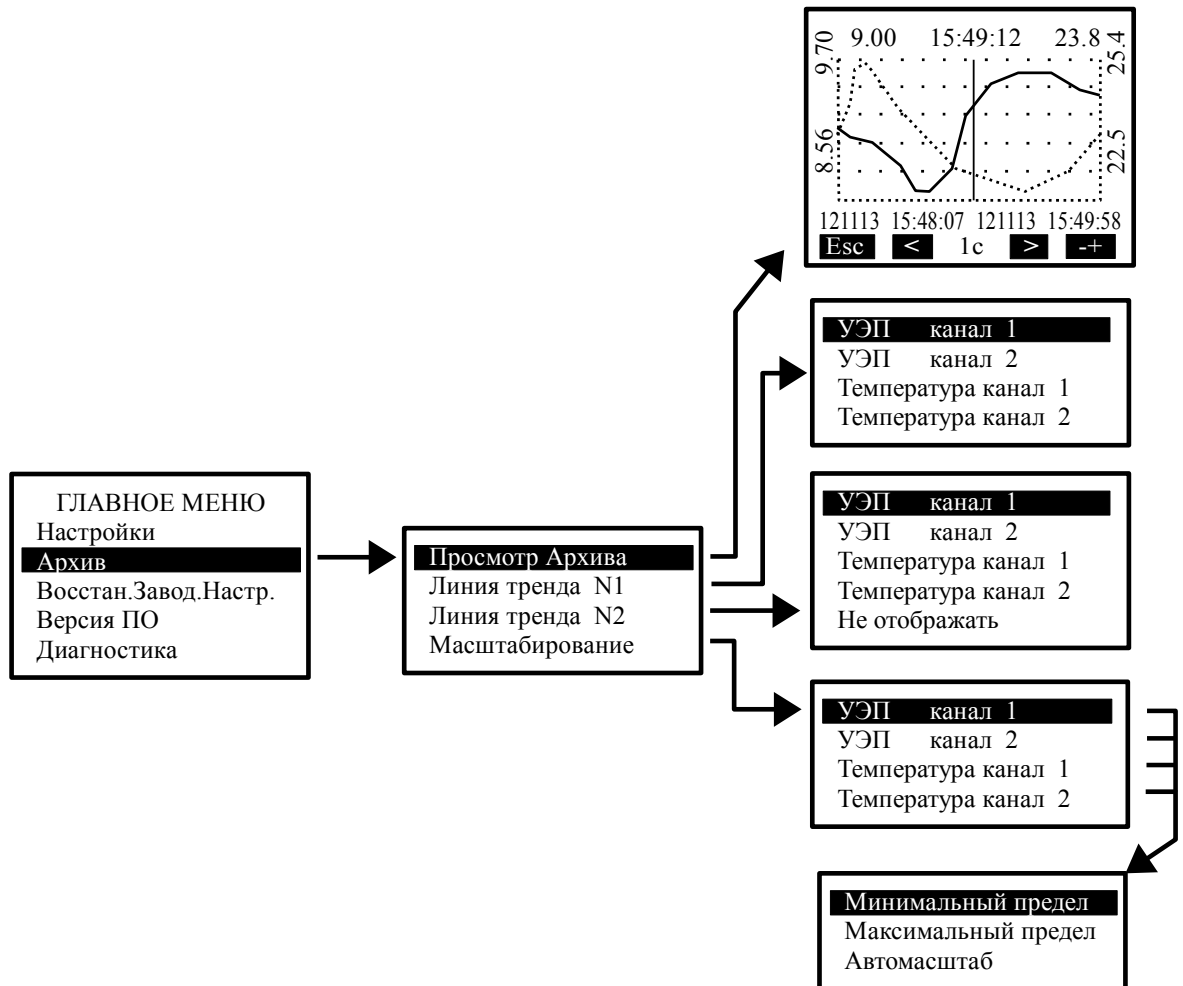 9.70
9.00 15:49:12 23.8
25.4
8.56
22.5
121113 15:48:07 121113 15:49:58
Esc < 1с > -+
УЭП канал 1
УЭП канал 2
Температура канал 1
Температура канал 2
ГЛАВНОЕ МЕНЮ
Настройки
Архив
Восстан.Завод.Настр.
Версия ПО
Диагностика
Просмотр Архива
Линия тренда N1
Линия тренда N2
Масштабирование
УЭП канал 1
УЭП канал 2
Температура канал 1
Температура канал 2
Не отображать
УЭП канал 1
УЭП канал 2
Температура канал 1
Температура канал 2
Минимальный предел
Максимальный предел
Автомасштаб